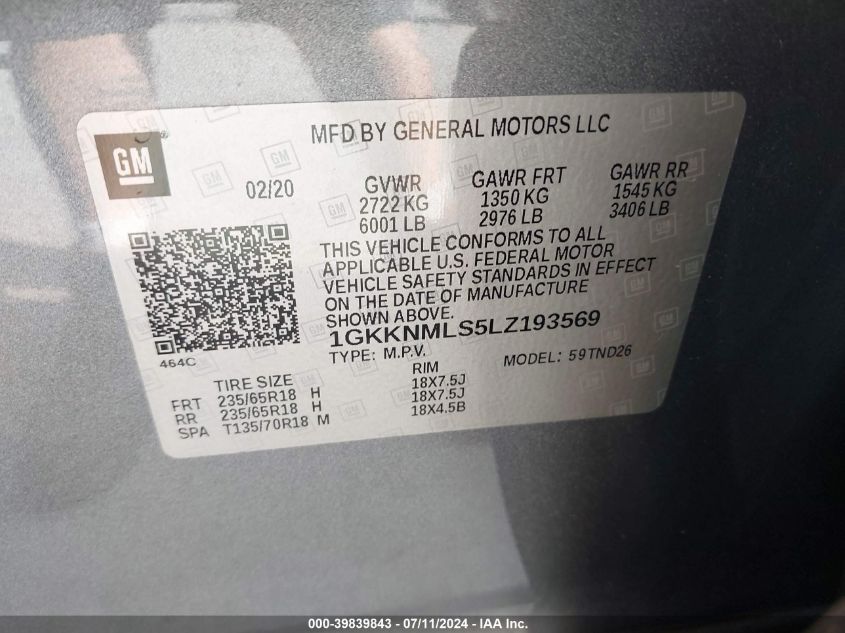 GM
MFD BY GENERAL MOTORS LLC
02/20
GVWR
2722 KG
6001 LB
GAWR FRT
1350 KG
2976 LB
GAWR RR
1545 KG
3406 LB
THIS VEHICLE CONFORMS TO ALL
APPLICABLE U.S. FEDERAL MOTOR
VEHICLE SAFETY STANDARDS IN EFFECT
ON THE DATE OF MANUFACTURE
SHOWN ABOVE.
1GKKNMLS5LZ193569
464C
TYPE: M.P.V.
MODEL: 59TND26
TIRE SIZE RIM
FRT 235/65R18 H 18X7.5J
RR 235/65R18 H 18X7.5J
SPA T135/70R18 M 18X4.5B
000-39839843 / 07/11/2024 - IAA Inc.